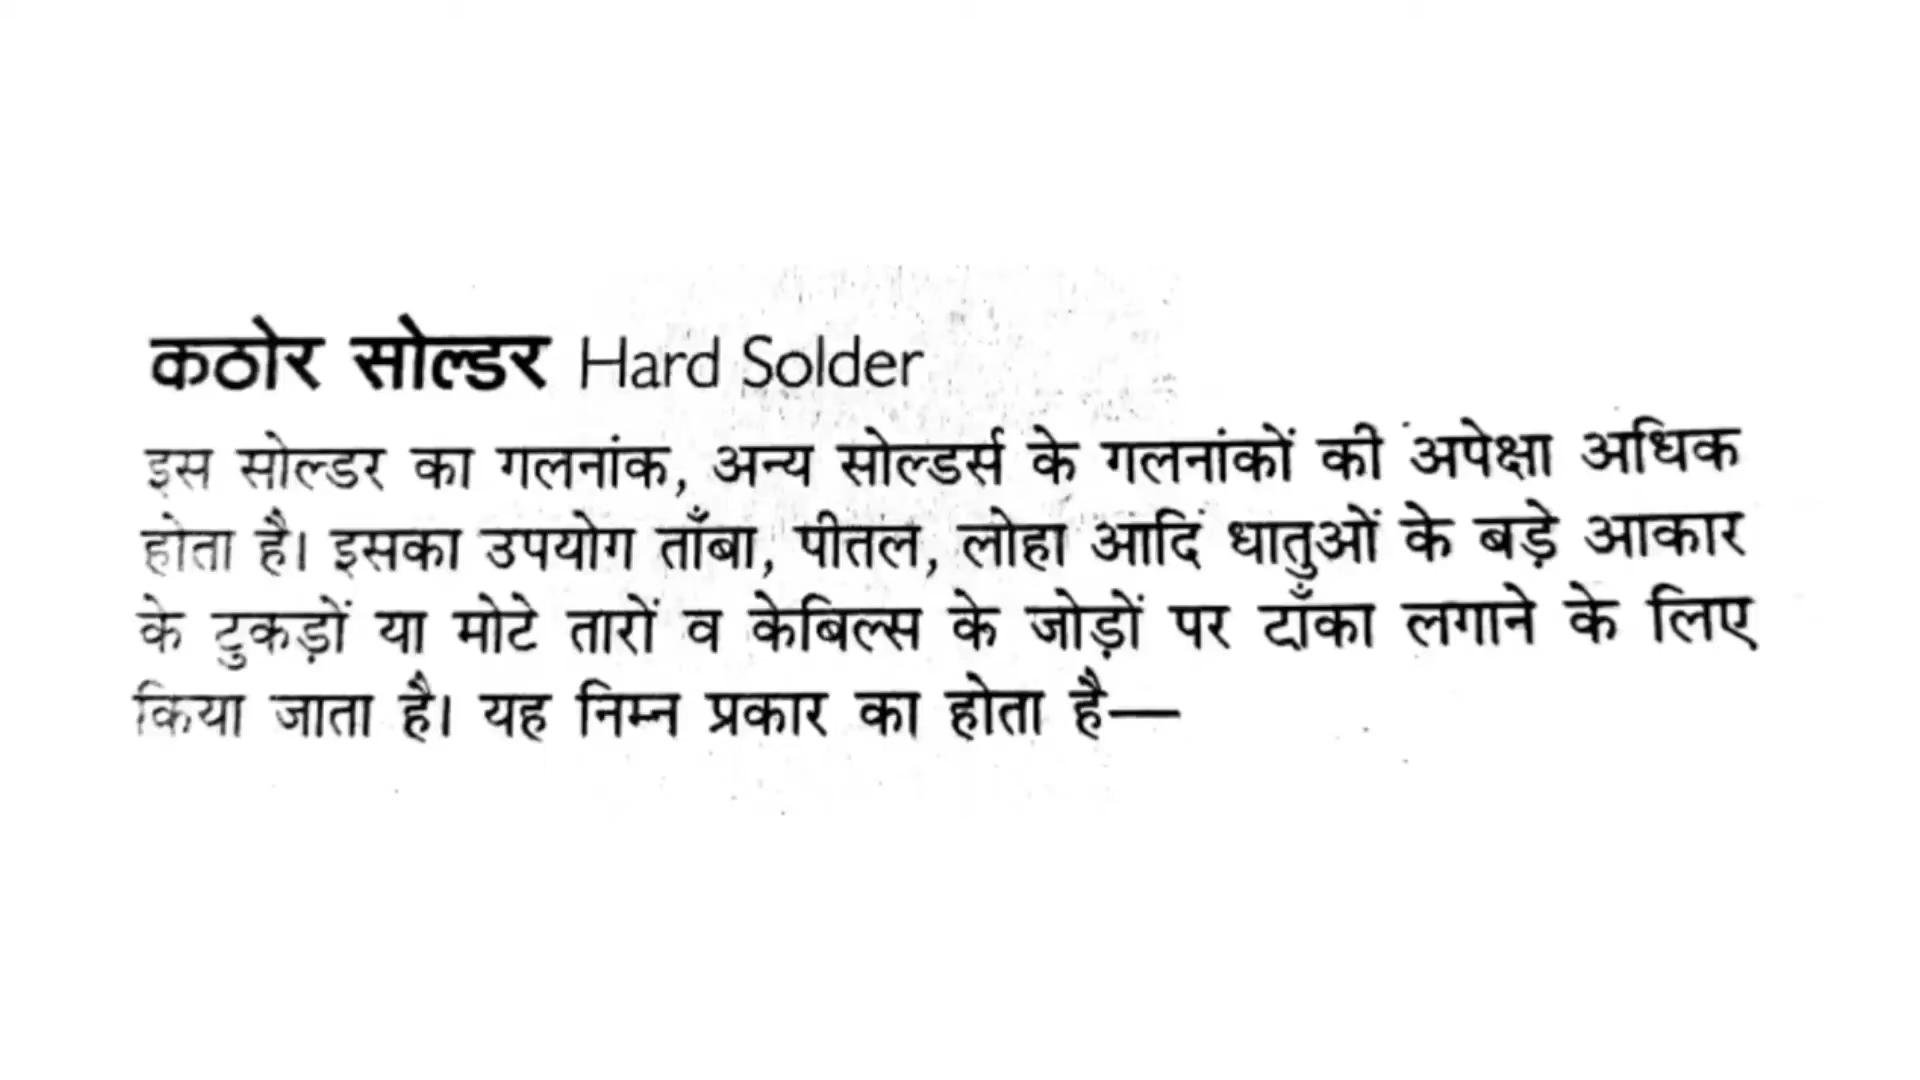 कठोर सोल्डर Hard Solder
इस सोल्डर का गलनांक, अन्य सोल्डर्स के गलनांकों की अपेक्षा अधिक
होता है। इसका उपयोग ताँबा, पीतल, लोहा आदि धातुओं के बड़े आकार
के टुकड़ों या मोटे तारों व केबिल्स के जोड़ों पर टाँका लगाने के लिए
किया जाता है। यह निम्न प्रकार का होता है—